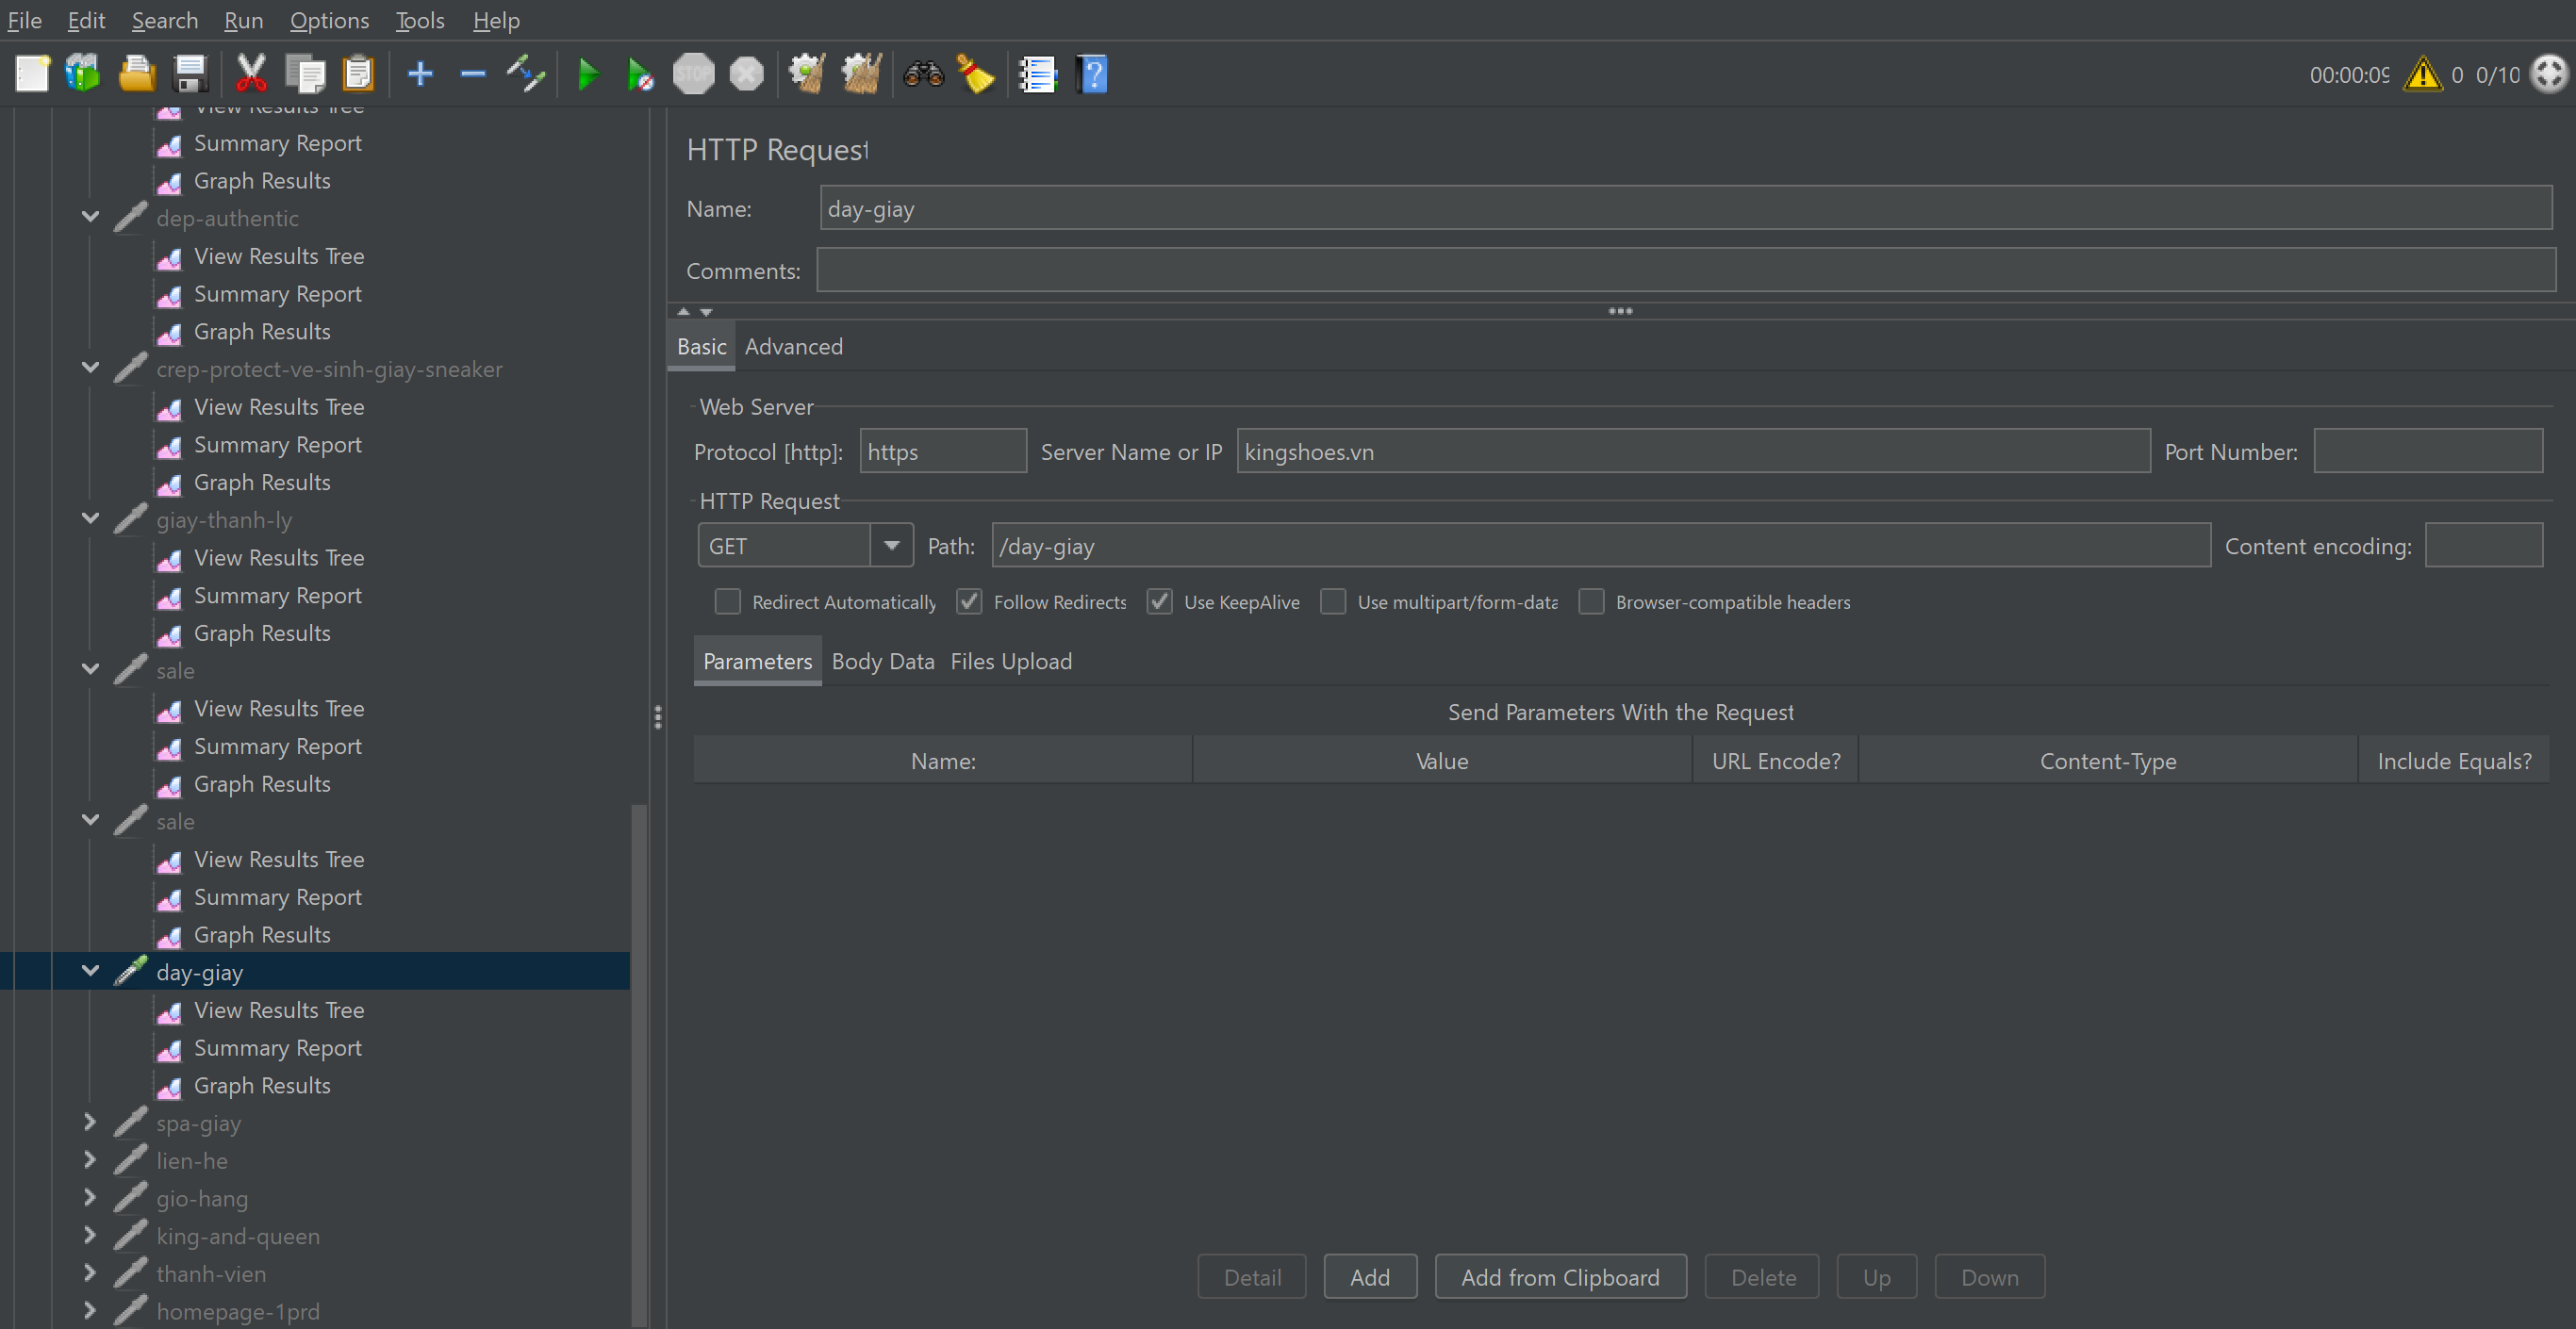 File Edit Search Run Options Tools Help
STOP
00:00:09 0 0/10
View Results Tree
Summary Report
Graph Results
dep-authentic
View Results Tree
Summary Report
Graph Results
crep-protect-ve-sinh-giay-sneaker
View Results Tree
Summary Report
Graph Results
giay-thanh-ly
View Results Tree
Summary Report
Graph Results
sale
View Results Tree
Summary Report
Graph Results
sale
View Results Tree
Summary Report
Graph Results
day-giay
View Results Tree
Summary Report
Graph Results
spa-giay
lien-he
gio-hang
king-and-queen
thanh-vien
homepage-1prd
HTTP Request
Name: day-giay
Comments:
Basic Advanced
Web Server
Protocol [http]: https Server Name or IP kingshoes.vn Port Number:
HTTP Request
GET Path: /day-giay Content encoding:
Redirect Automatically Follow Redirects Use KeepAlive Use multipart/form-data Browser-compatible headers
Parameters Body Data Files Upload
Send Parameters With the Request
Name: Value URL Encode? Content-Type Include Equals?
Detail Add Add from Clipboard Delete Up Down